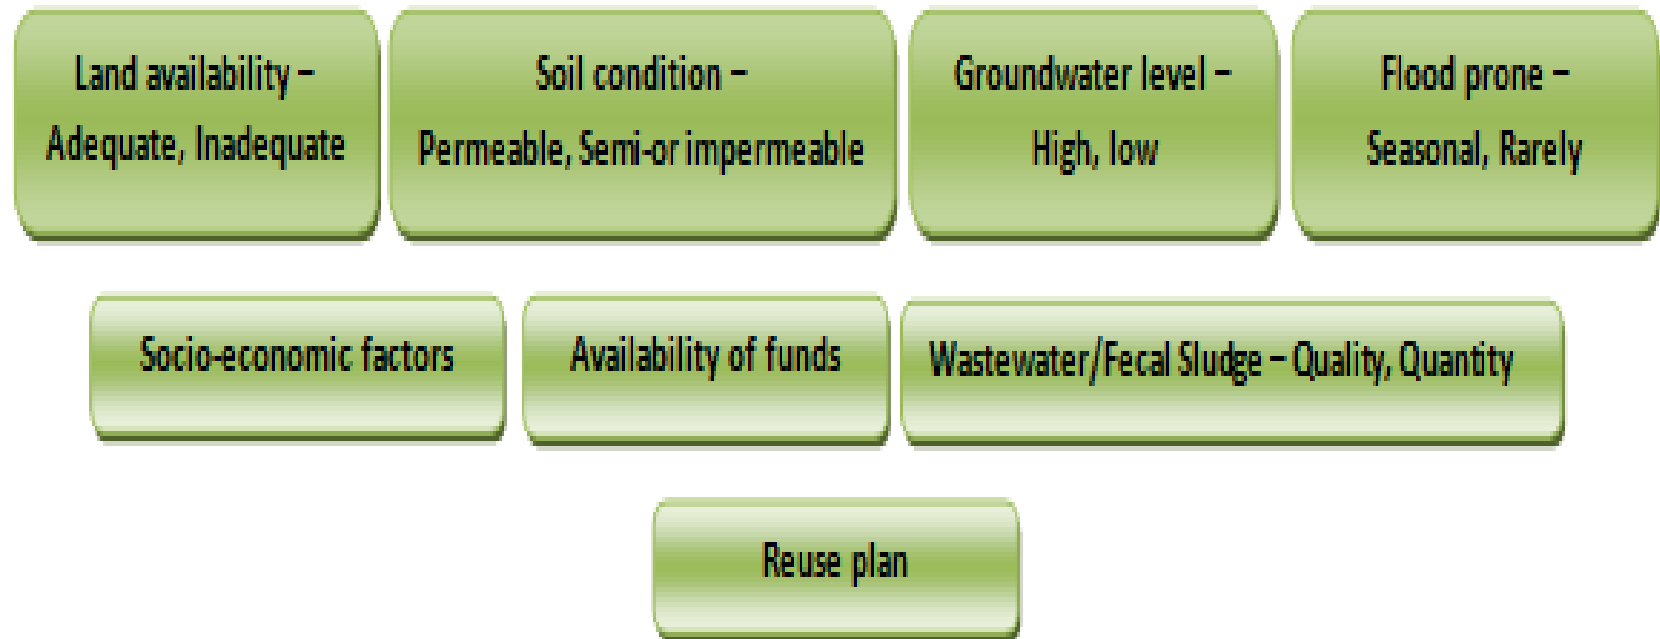 Land availability –
Adequate, Inadequate
Soil condition –
Permeable, Semi-or impermeable
Groundwater level –
High, low
Flood prone –
Seasonal, Rarely
Socio-economic factors
Availability of funds
Wastewater/Fecal Sludge – Quality, Quantity
Reuse plan